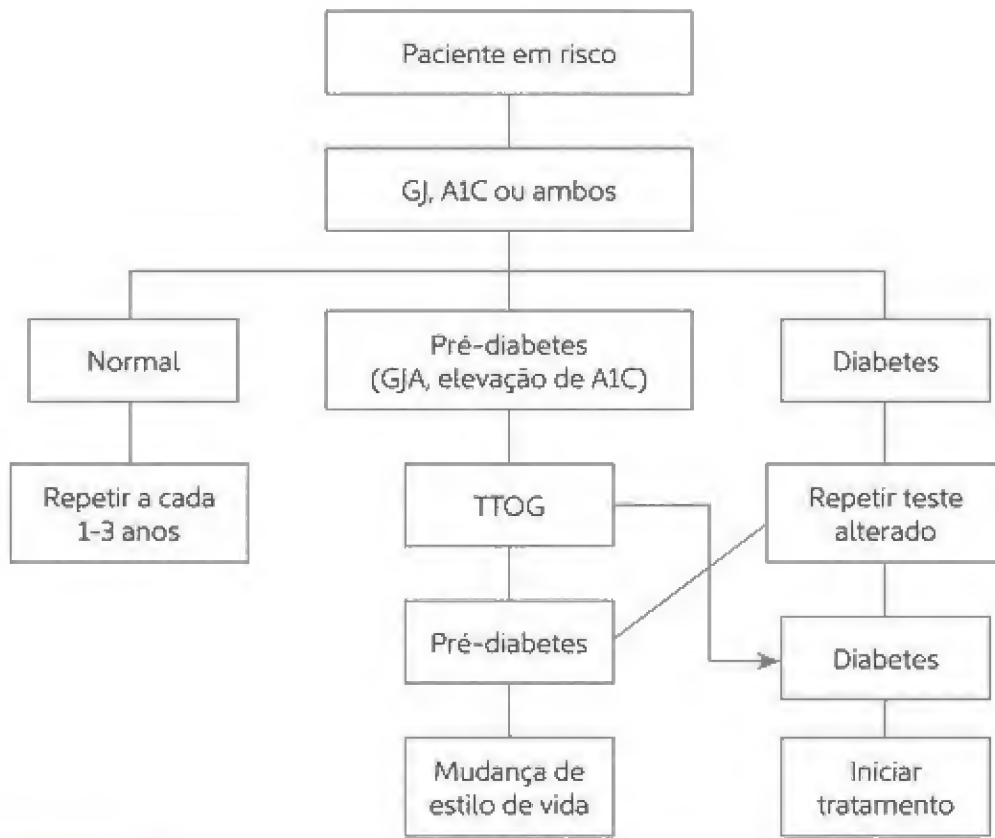 Paciente em risco
GJ, A1C ou ambos
Normal
Pré-diabetes
(GJA, elevação de A1C)
Diabetes
Repetir a cada
1-3 anos
TTOG
Repetir teste
alterado
Pré-diabetes
Diabetes
Mudança de
estilo de vida
Iniciar
tratamento